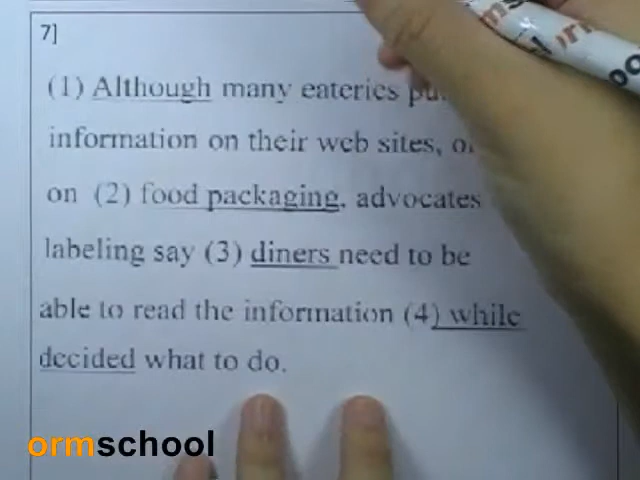 7]
(1) Although many eateries
information on their web sites,
on (2) food packaging, advocates
labeling say (3) diners need to be
able to read the information (4) while
decided what to do.
ormschool